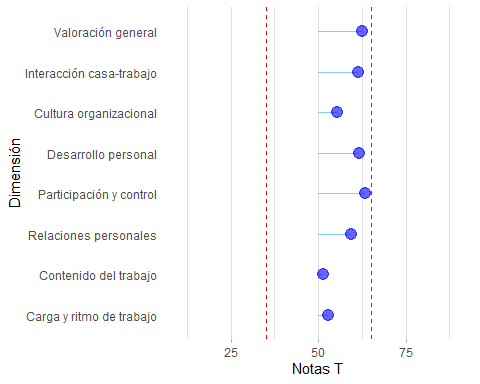 Valoración general
Interacción casa-trabajo
Cultura organizacional
Desarrollo personal
Participación y control
Relaciones personales
Contenido del trabajo
Carga y ritmo de trabajo
Dimensión
25 50 75
Notas T